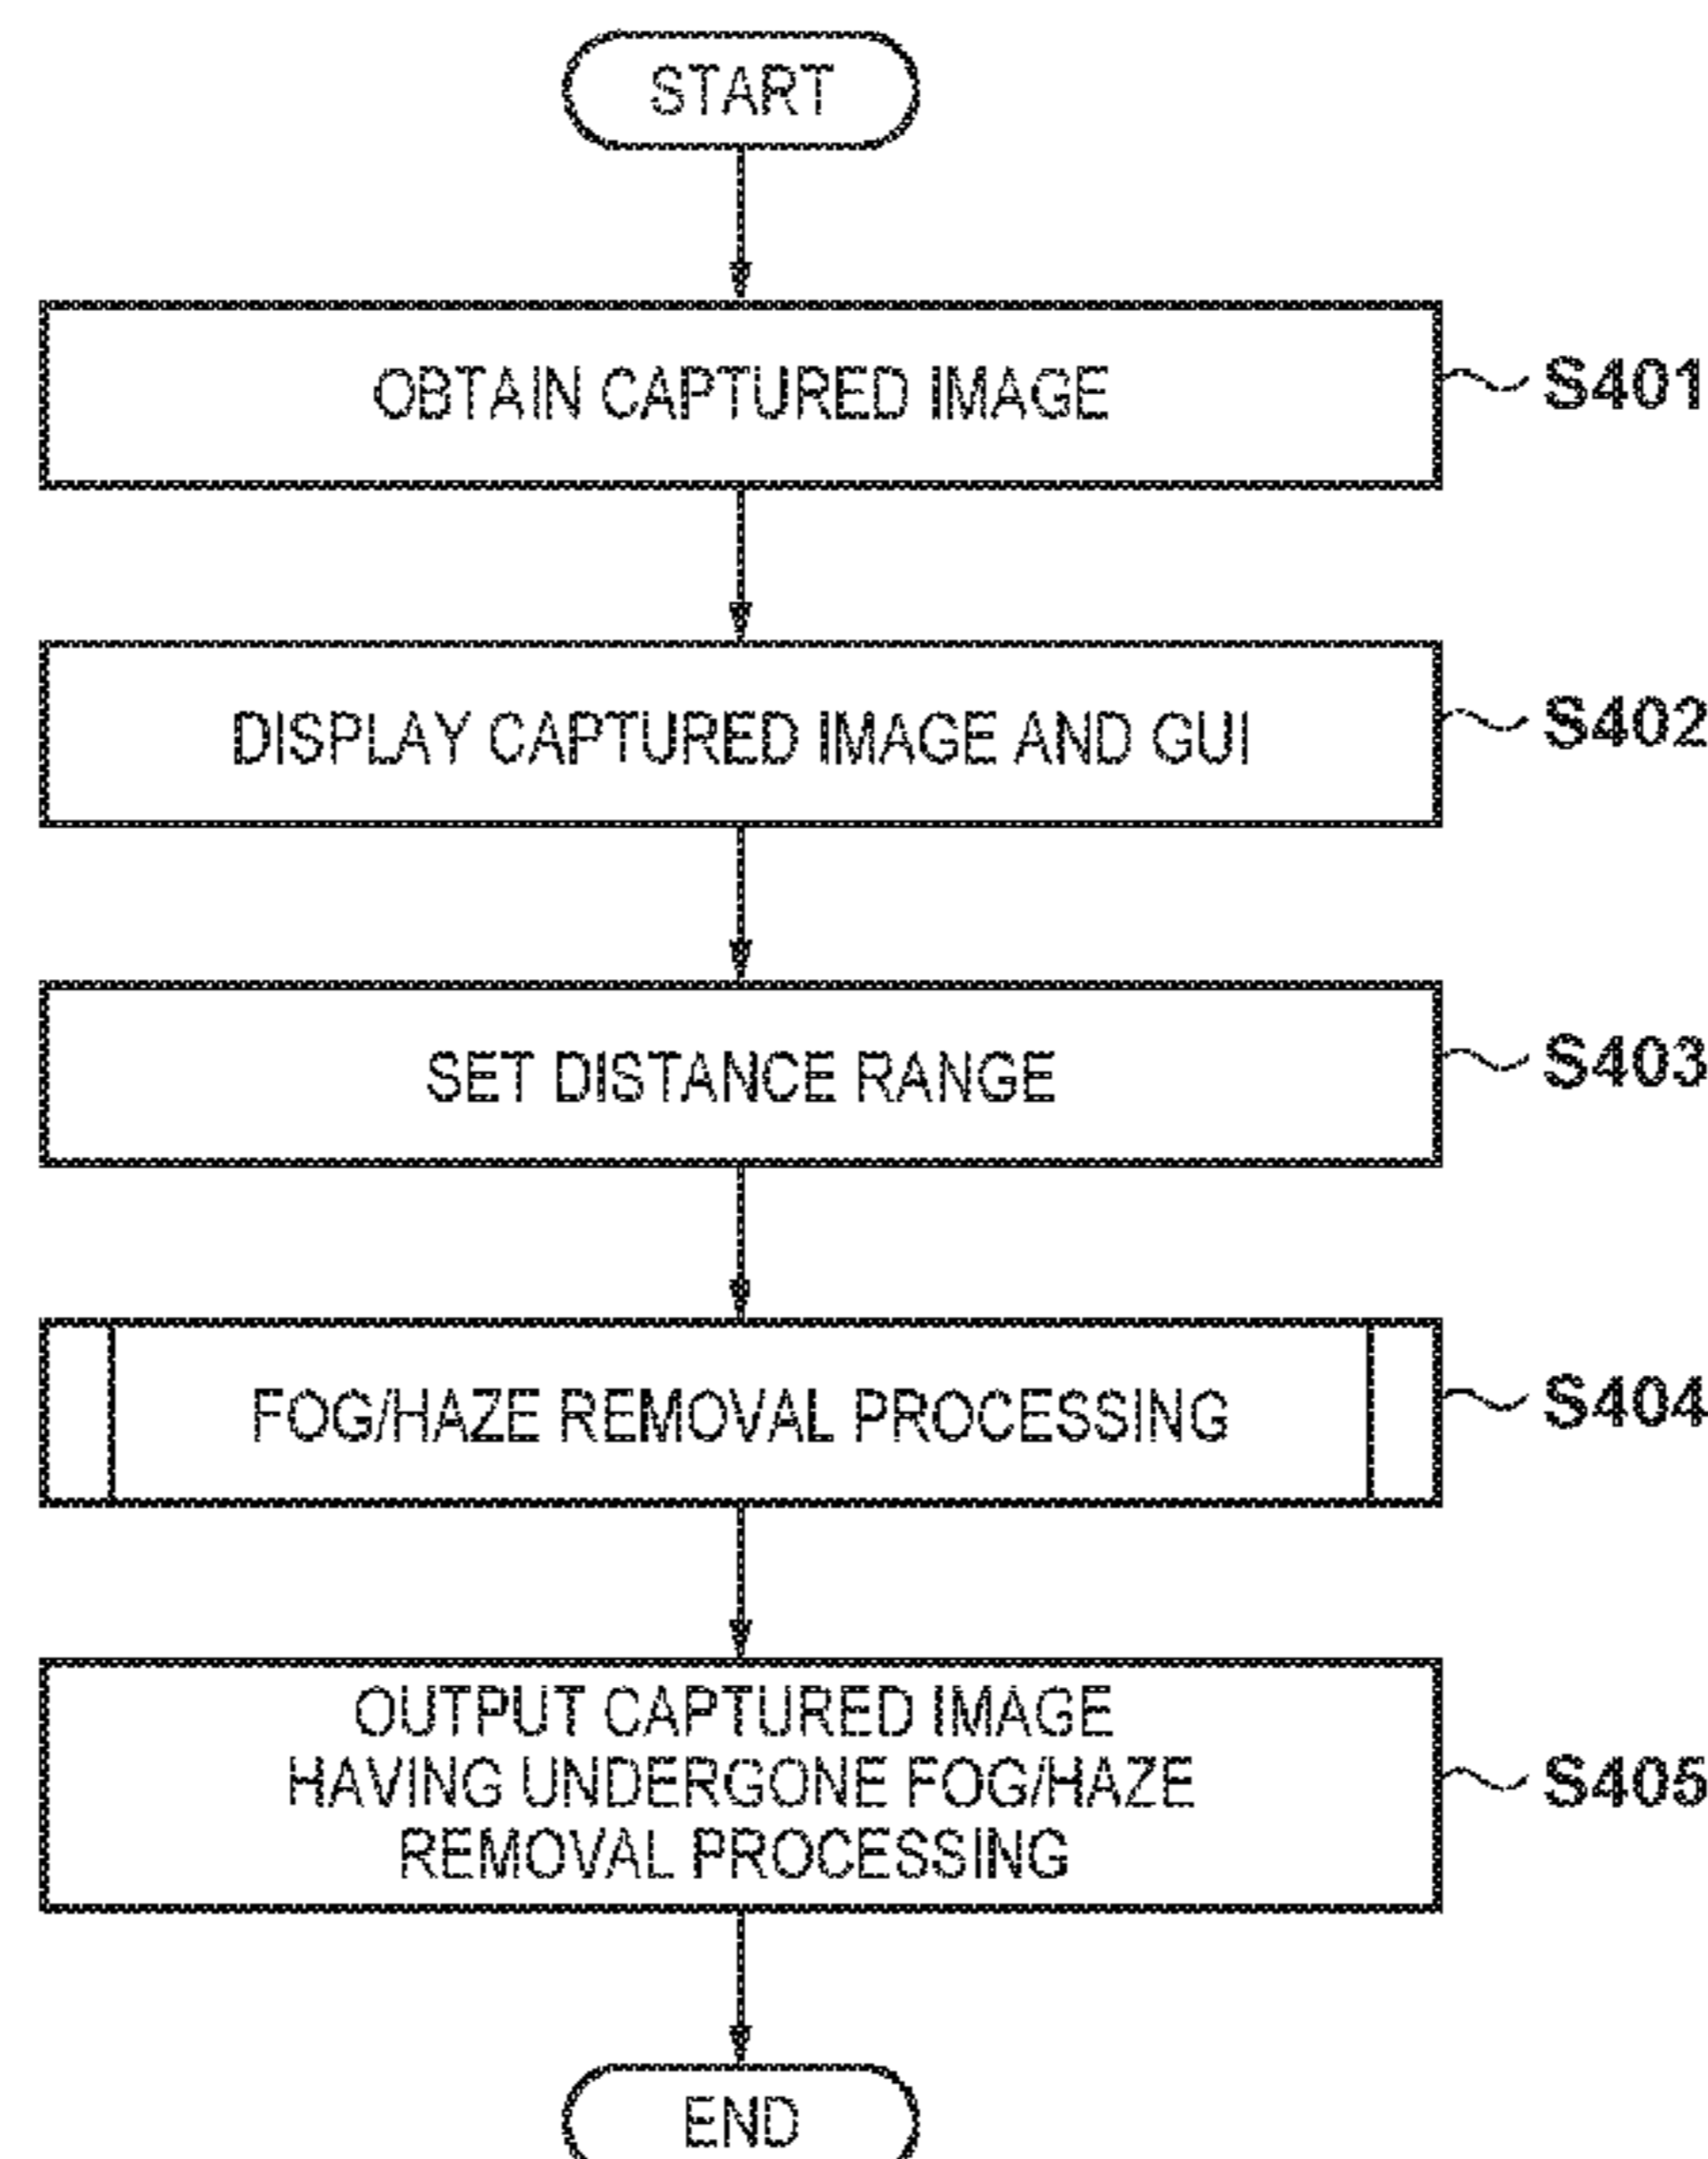 START
OBTAIN CAPTURED IMAGE
S401
DISPLAY CAPTURED IMAGE AND GUI
S402
SET DISTANCE RANGE
S403
FOG/HAZE REMOVAL PROCESSING
S404
OUTPUT CAPTURED IMAGE
HAVING UNDERGONE FOG/HAZE
REMOVAL PROCESSING
S405
END